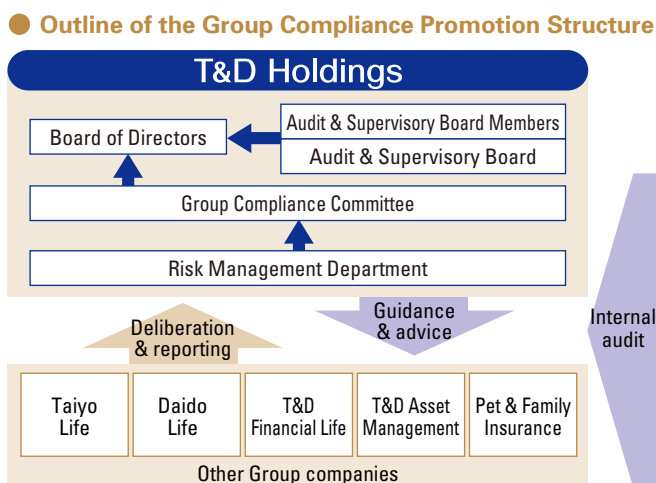 Outline of the Group Compliance Promotion Structure
T&D Holdings
Board of Directors
Audit & Supervisory Board Members
Audit & Supervisory Board
Group Compliance Committee
Risk Management Department
Deliberation
& reporting
Guidance
& advice
Internal
audit
Taiyo
Life
Daido
Life
T&D
Financial Life
T&D Asset
Management
Pet & Family
Insurance
Other Group companies